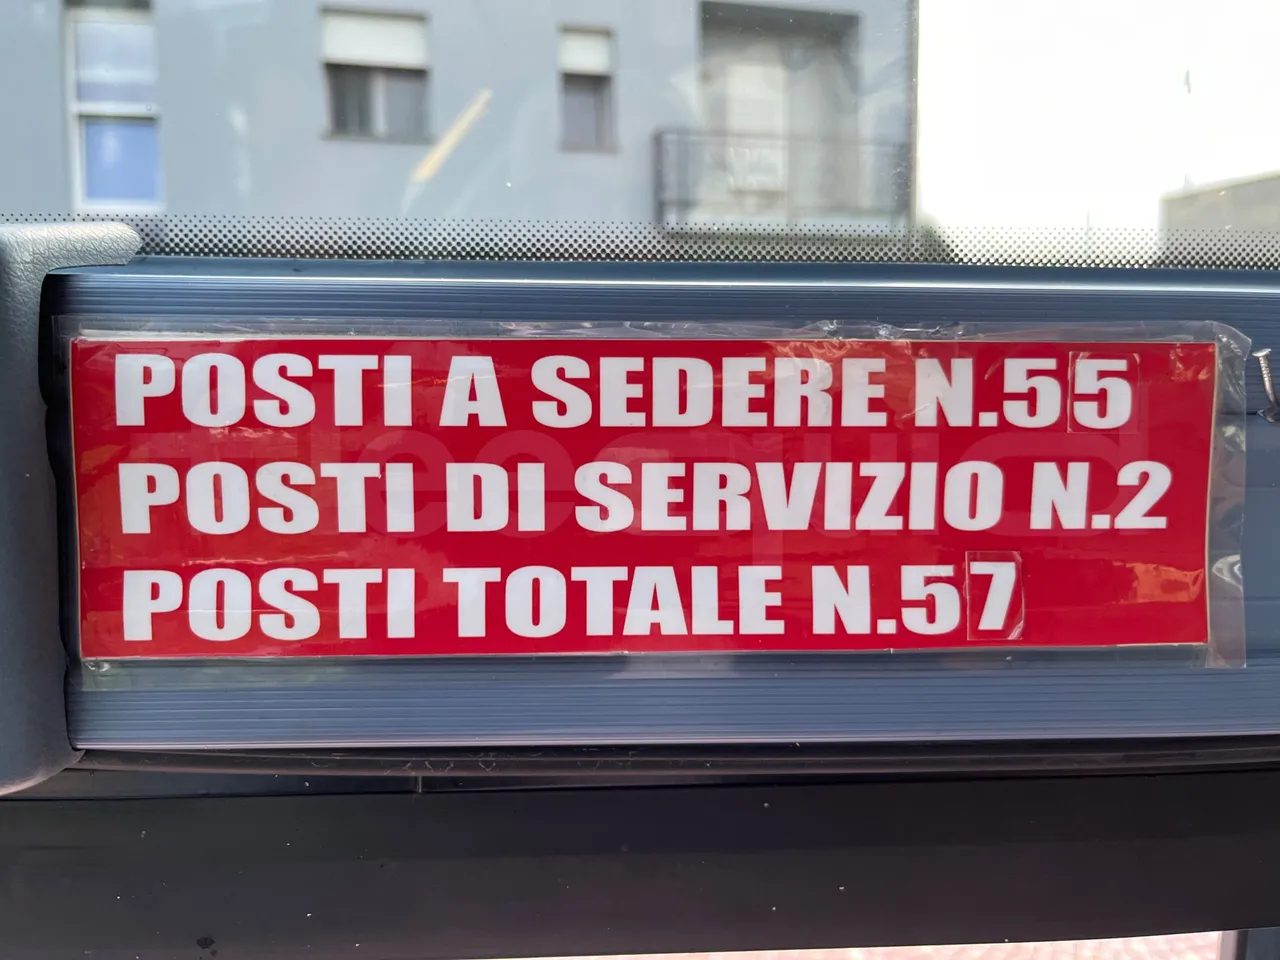 POSTI A SEDERE N.55
POSTI DI SERVIZIO N.2
POSTI TOTALE N.57